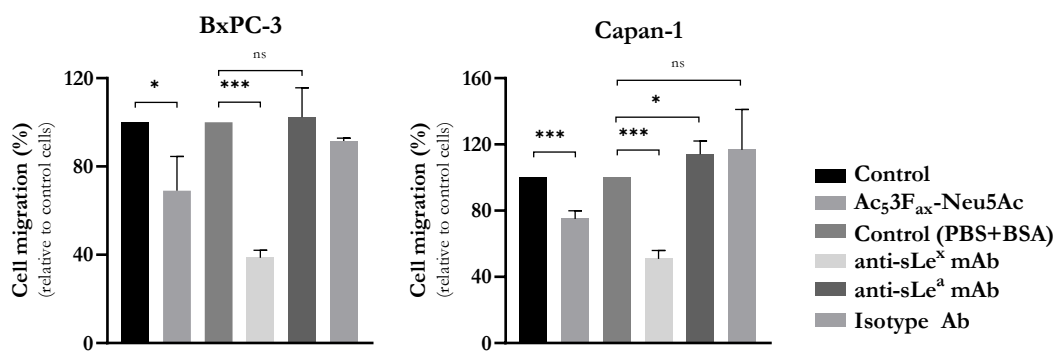 BxPC-3
ns
*
***
120
80
40
0
Cell migration (%)
(relative to control cells)
Capan-1
ns
*
***
***
160
120
80
40
0
Cell migration (%)
(relative to control cells)
Control
Ac₅3Fₐₓ-Neu5Ac
Control (PBS+BSA)
anti-sLeˣ mAb
anti-sLeᵃ mAb
Isotype Ab